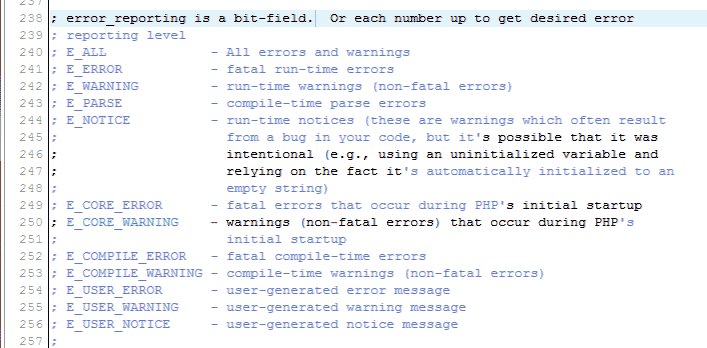 237
238 ; error_reporting is a bit-field.  Or each number up to get desired error
239 ; reporting level
240 ; E_ALL             - All errors and warnings
241 ; E_ERROR           - fatal run-time errors
242 ; E_WARNING         - run-time warnings (non-fatal errors)
243 ; E_PARSE           - compile-time parse errors
244 ; E_NOTICE          - run-time notices (these are warnings which often result
245 ;                     from a bug in your code, but it's possible that it was
246 ;                     intentional (e.g., using an uninitialized variable and
247 ;                     relying on the fact it's automatically initialized to an
248 ;                     empty string)
249 ; E_CORE_ERROR      - fatal errors that occur during PHP's initial startup
250 ; E_CORE_WARNING    - warnings (non-fatal errors) that occur during PHP's
251 ;                     initial startup
252 ; E_COMPILE_ERROR   - fatal compile-time errors
253 ; E_COMPILE_WARNING - compile-time warnings (non-fatal errors)
254 ; E_USER_ERROR      - user-generated error message
255 ; E_USER_WARNING    - user-generated warning message
256 ; E_USER_NOTICE     - user-generated notice message
257 ;